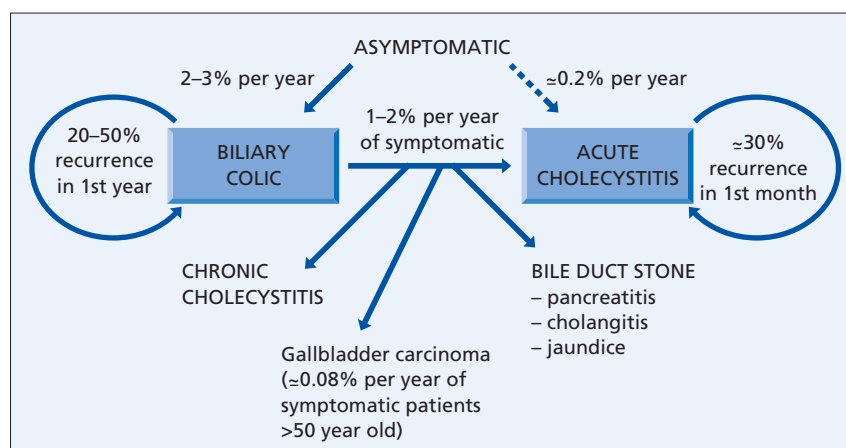 ASYMPTOMATIC
2–3% per year
≃0.2% per year
1–2% per year
of symptomatic
20–50%
recurrence
in 1st year
BILIARY
COLIC
ACUTE
CHOLECYSTITIS
≃30%
recurrence
in 1st month
CHRONIC
CHOLECYSTITIS
BILE DUCT STONE
– pancreatitis
– cholangitis
– jaundice
Gallbladder carcinoma
(≃0.08% per year of
symptomatic patients
>50 year old)